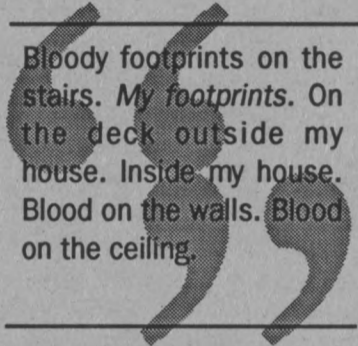 Bloody footprints on the
stairs. My footprints. On
the deck outside my
house. Inside my house.
Blood on the walls. Blood
on the ceiling.